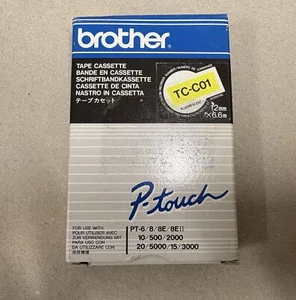 brother
TAPE CASSETTE
BANDE EN CASSETTE
SCHRIFTBANDKASSETTE
CASSETTE DE CINTA
NASTRO IN CASSETTA
テープカセット
TC-C01
12mm
×6.6m
P-touch
FOR USE WITH
POUR UTILISER AVEC
ZUR VERWENDUNG MIT
PARA USO CON
DA UTILIZZARE CON
PT-6/8/8E/8EII
10/500/2000
20/5000/15/3000